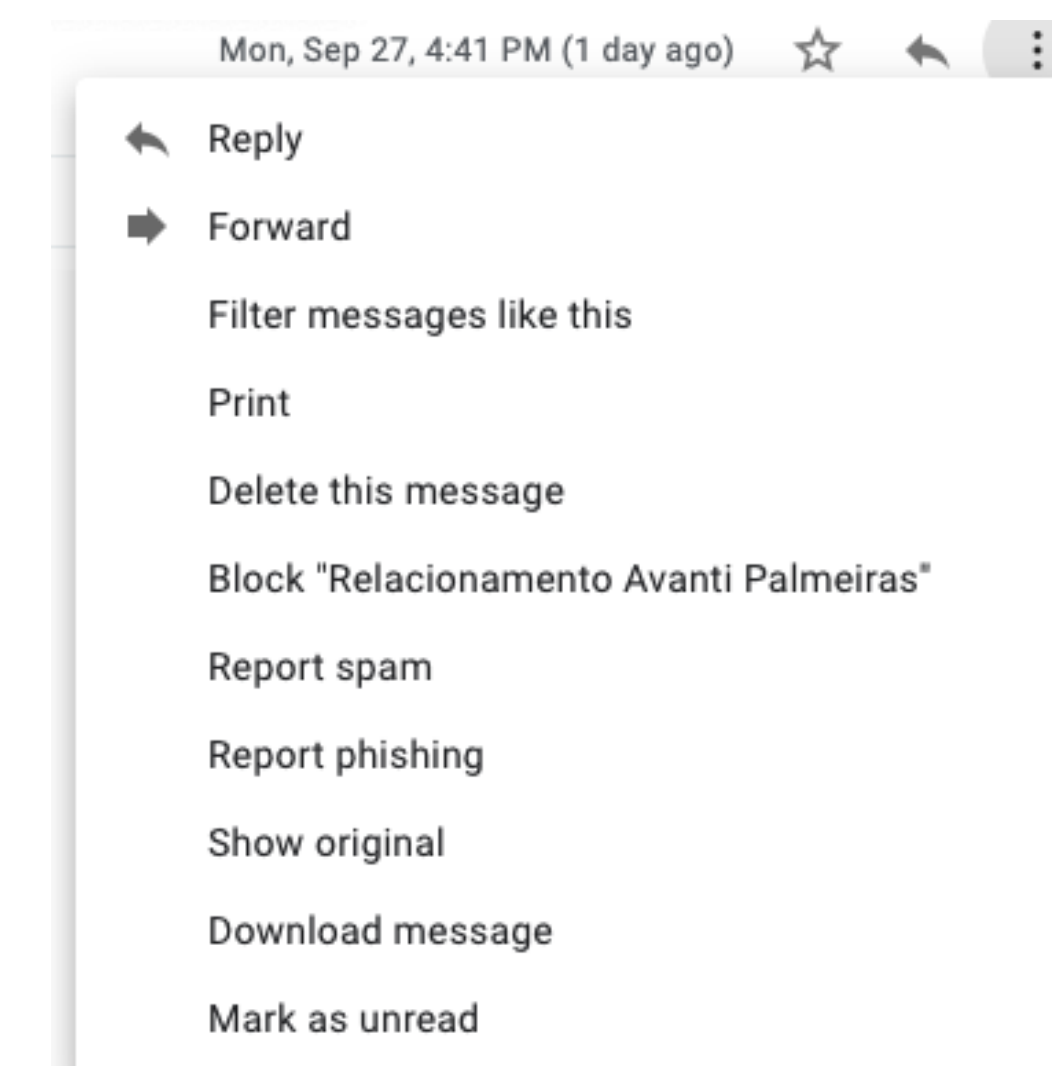 Mon, Sep 27, 4:41 PM (1 day ago)
Reply
Forward
Filter messages like this
Print
Delete this message
Block "Relacionamento Avanti Palmeiras"
Report spam
Report phishing
Show original
Download message
Mark as unread